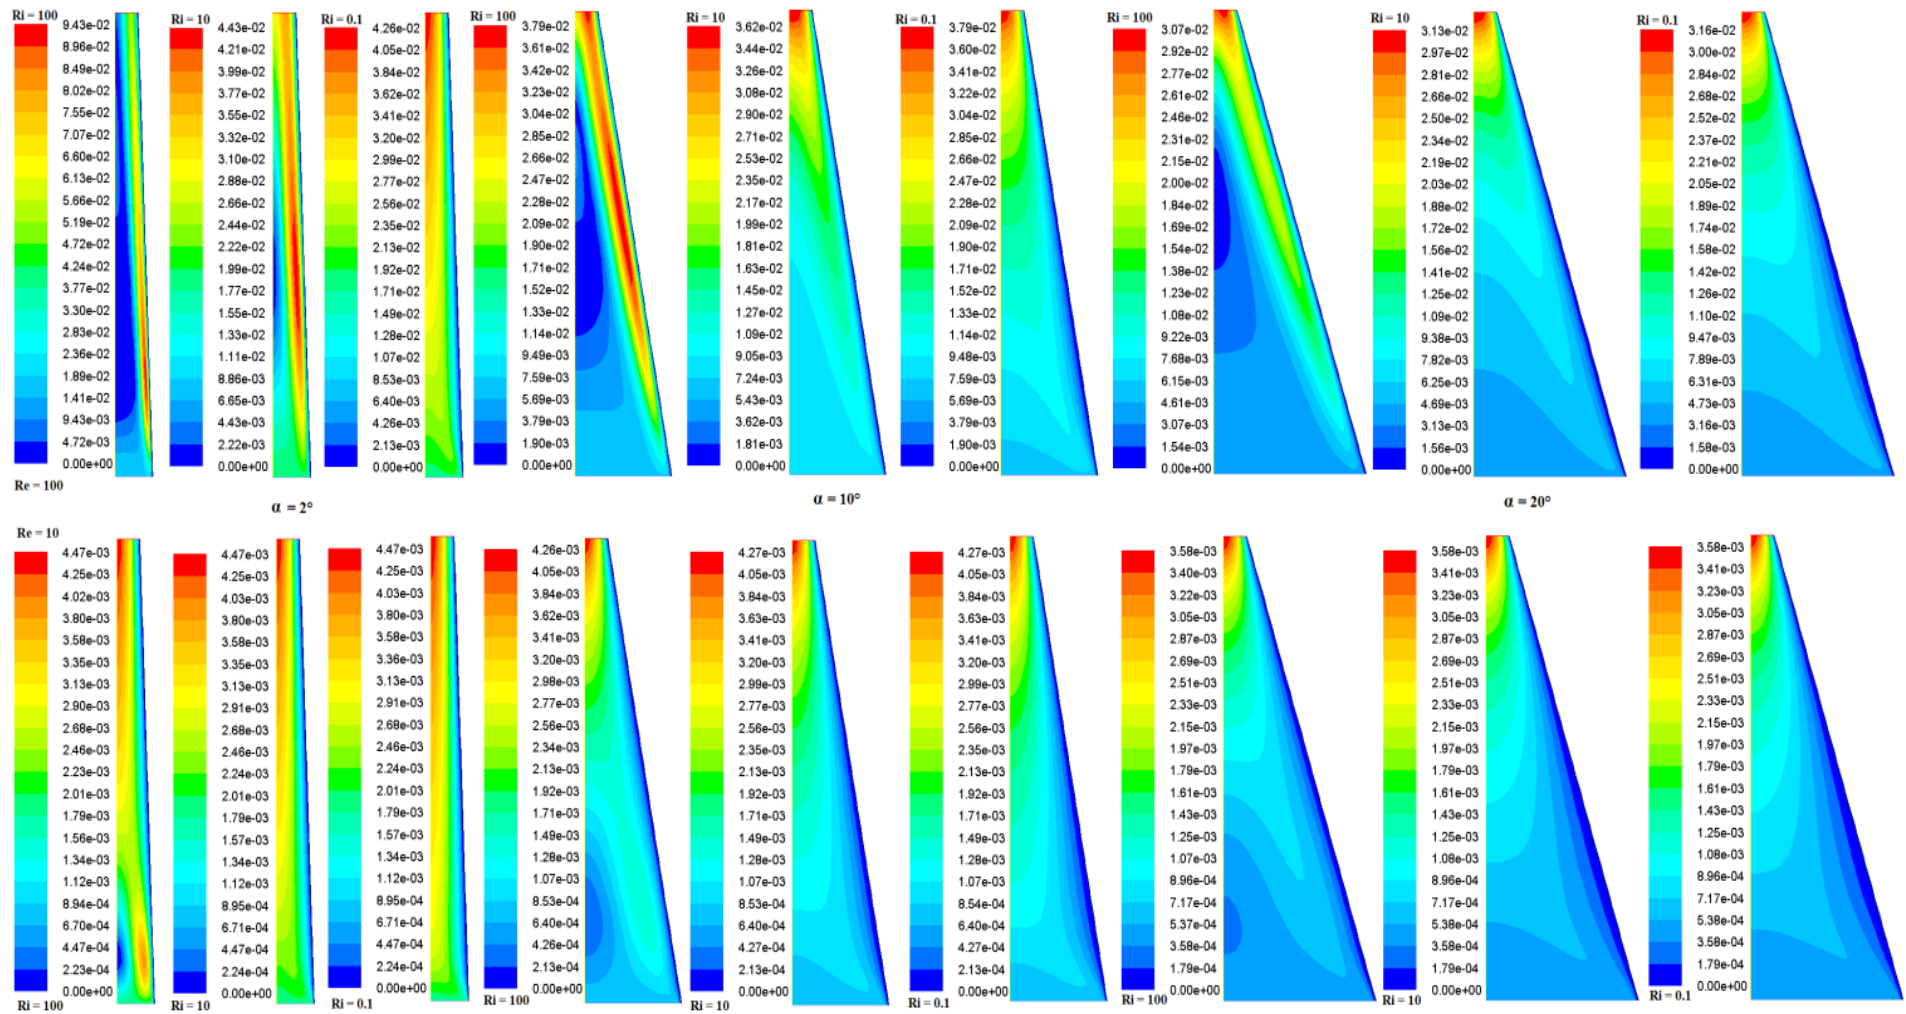 Ri = 100
9.43e-02
8.96e-02
8.49e-02
8.02e-02
7.55e-02
7.07e-02
6.60e-02
6.13e-02
5.66e-02
5.19e-02
4.72e-02
4.24e-02
3.77e-02
3.30e-02
2.83e-02
2.36e-02
1.89e-02
1.41e-02
9.43e-03
4.72e-03
0.00e+00
Re = 100
Ri = 10
4.43e-02
4.21e-02
3.99e-02
3.77e-02
3.55e-02
3.32e-02
3.10e-02
2.88e-02
2.66e-02
2.44e-02
2.22e-02
1.99e-02
1.77e-02
1.55e-02
1.33e-02
1.11e-02
8.86e-03
6.65e-03
4.43e-03
2.22e-03
0.00e+00
Ri = 0.1
4.26e-02
4.05e-02
3.84e-02
3.62e-02
3.41e-02
3.20e-02
2.99e-02
2.77e-02
2.56e-02
2.35e-02
2.13e-02
1.92e-02
1.71e-02
1.49e-02
1.28e-02
1.07e-02
8.53e-03
6.40e-03
4.26e-03
2.13e-03
0.00e+00
α = 2°
Ri = 100
3.79e-02
3.61e-02
3.42e-02
3.23e-02
3.04e-02
2.85e-02
2.66e-02
2.47e-02
2.28e-02
2.09e-02
1.90e-02
1.71e-02
1.52e-02
1.33e-02
1.14e-02
9.49e-03
7.59e-03
5.69e-03
3.79e-03
1.90e-03
0.00e+00
Ri = 10
3.62e-02
3.44e-02
3.26e-02
3.08e-02
2.90e-02
2.71e-02
2.53e-02
2.35e-02
2.17e-02
1.99e-02
1.81e-02
1.63e-02
1.45e-02
1.27e-02
1.09e-02
9.05e-03
7.24e-03
5.43e-03
3.62e-03
1.81e-03
0.00e+00
Ri = 0.1
3.79e-02
3.60e-02
3.41e-02
3.22e-02
3.04e-02
2.85e-02
2.66e-02
2.47e-02
2.28e-02
2.09e-02
1.90e-02
1.71e-02
1.52e-02
1.33e-02
1.14e-02
9.48e-03
7.59e-03
5.69e-03
3.79e-03
1.90e-03
0.00e+00
α = 10°
Ri = 100
3.07e-02
2.92e-02
2.77e-02
2.61e-02
2.46e-02
2.31e-02
2.15e-02
2.00e-02
1.84e-02
1.69e-02
1.54e-02
1.38e-02
1.23e-02
1.08e-02
9.22e-03
7.68e-03
6.15e-03
4.61e-03
3.07e-03
1.54e-03
0.00e+00
Ri = 10
3.13e-02
2.97e-02
2.81e-02
2.66e-02
2.50e-02
2.34e-02
2.19e-02
2.03e-02
1.88e-02
1.72e-02
1.56e-02
1.41e-02
1.25e-02
1.09e-02
9.38e-03
7.82e-03
6.25e-03
4.69e-03
3.13e-03
1.56e-03
0.00e+00
Ri = 0.1
3.16e-02
3.00e-02
2.84e-02
2.68e-02
2.52e-02
2.37e-02
2.21e-02
2.05e-02
1.89e-02
1.74e-02
1.58e-02
1.42e-02
1.26e-02
1.10e-02
9.47e-03
7.89e-03
6.31e-03
4.73e-03
3.16e-03
1.58e-03
0.00e+00
α = 20°
Re = 10
4.47e-03
4.25e-03
4.02e-03
3.80e-03
3.58e-03
3.35e-03
3.13e-03
2.90e-03
2.68e-03
2.46e-03
2.23e-03
2.01e-03
1.79e-03
1.56e-03
1.34e-03
1.12e-03
8.94e-04
6.70e-04
4.47e-04
2.23e-04
0.00e+00
Ri = 100
4.47e-03
4.25e-03
4.03e-03
3.80e-03
3.58e-03
3.35e-03
3.13e-03
2.91e-03
2.68e-03
2.46e-03
2.24e-03
2.01e-03
1.79e-03
1.57e-03
1.34e-03
1.12e-03
8.95e-04
6.71e-04
4.47e-04
2.24e-04
0.00e+00
Ri = 10
4.47e-03
4.25e-03
4.03e-03
3.80e-03
3.58e-03
3.36e-03
3.13e-03
2.91e-03
2.68e-03
2.46e-03
2.24e-03
2.01e-03
1.79e-03
1.57e-03
1.34e-03
1.12e-03
8.95e-04
6.71e-04
4.47e-04
2.24e-04
0.00e+00
Ri = 0.1
4.26e-03
4.05e-03
3.84e-03
3.62e-03
3.41e-03
3.20e-03
2.98e-03
2.77e-03
2.56e-03
2.34e-03
2.13e-03
1.92e-03
1.71e-03
1.49e-03
1.28e-03
1.07e-03
8.53e-04
6.40e-04
4.26e-04
2.13e-04
0.00e+00
Ri = 100
4.27e-03
4.05e-03
3.84e-03
3.63e-03
3.41e-03
3.20e-03
2.99e-03
2.77e-03
2.56e-03
2.35e-03
2.13e-03
1.92e-03
1.71e-03
1.49e-03
1.28e-03
1.07e-03
8.53e-04
6.40e-04
4.27e-04
2.13e-04
0.00e+00
Ri = 10
4.27e-03
4.05e-03
3.84e-03
3.63e-03
3.41e-03
3.20e-03
2.99e-03
2.77e-03
2.56e-03
2.35e-03
2.13e-03
1.92e-03
1.71e-03
1.49e-03
1.28e-03
1.07e-03
8.54e-04
6.40e-04
4.27e-04
2.13e-04
0.00e+00
Ri = 0.1
3.58e-03
3.40e-03
3.22e-03
3.05e-03
2.87e-03
2.69e-03
2.51e-03
2.33e-03
2.15e-03
1.97e-03
1.79e-03
1.61e-03
1.43e-03
1.25e-03
1.07e-03
8.96e-04
7.17e-04
5.37e-04
3.58e-04
1.79e-04
0.00e+00
Ri = 100
3.58e-03
3.41e-03
3.23e-03
3.05e-03
2.87e-03
2.69e-03
2.51e-03
2.33e-03
2.15e-03
1.97e-03
1.79e-03
1.61e-03
1.43e-03
1.25e-03
1.08e-03
8.96e-04
7.17e-04
5.38e-04
3.58e-04
1.79e-04
0.00e+00
Ri = 10
3.58e-03
3.41e-03
3.23e-03
3.05e-03
2.87e-03
2.69e-03
2.51e-03
2.33e-03
2.15e-03
1.97e-03
1.79e-03
1.61e-03
1.43e-03
1.25e-03
1.08e-03
8.96e-04
7.17e-04
5.38e-04
3.58e-04
1.79e-04
0.00e+00
Ri = 0.1